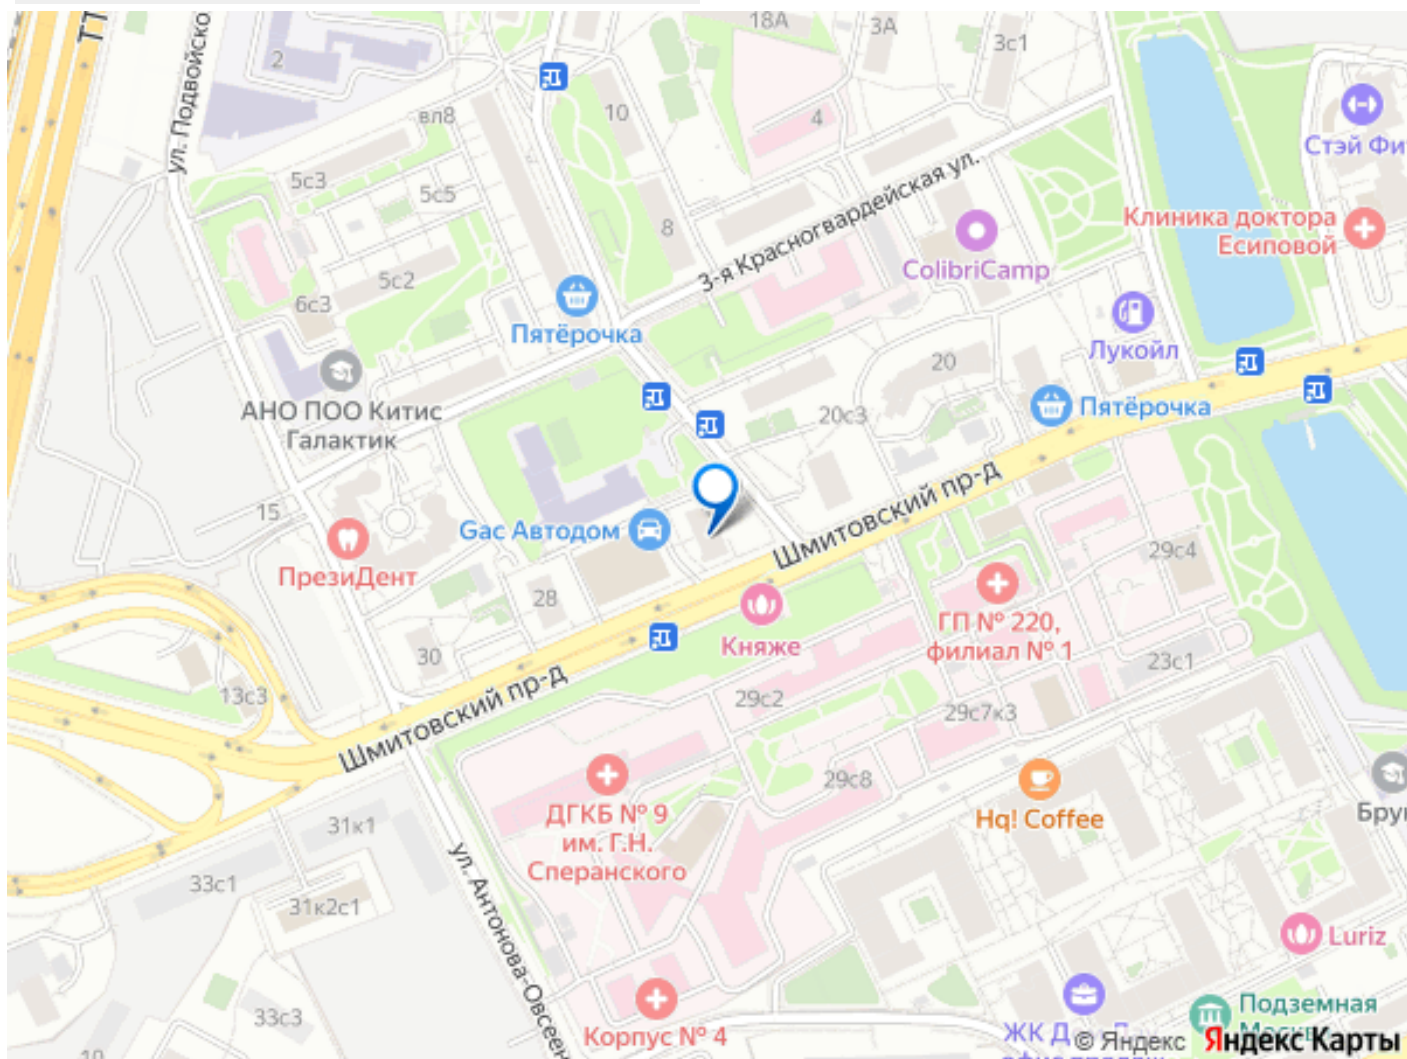 18А
3А
3с1
ТТ
2
ул. Подвойско
вл8
10
4
Стэй Фи
5с3
5с5
3-я Красногвардейская ул.
8
Клиника доктора
Есиповой
ColibriCamp
5с2
6с3
Пятёрочка
Лукойл
20
АНО ПОО Китис
Галактик
20с3
Пятёрочка
15
Gac Автодом
Шмитовский пр-д
29с4
ПрезиДент
28
ГП № 220,
филиал № 1
Княже
30
23с1
13с3
Шмитовский пр-д
29с2
29с7к3
29с8
ДГКБ № 9
им. Г.Н.
Сперанского
Hq! Coffee
Бру
31к1
33с1
31к2с1
ул. Антонова-Овсеен
Luriz
33с3
Корпус № 4
Подземная
ЖК Д
© Яндекс
Яндекс Карты